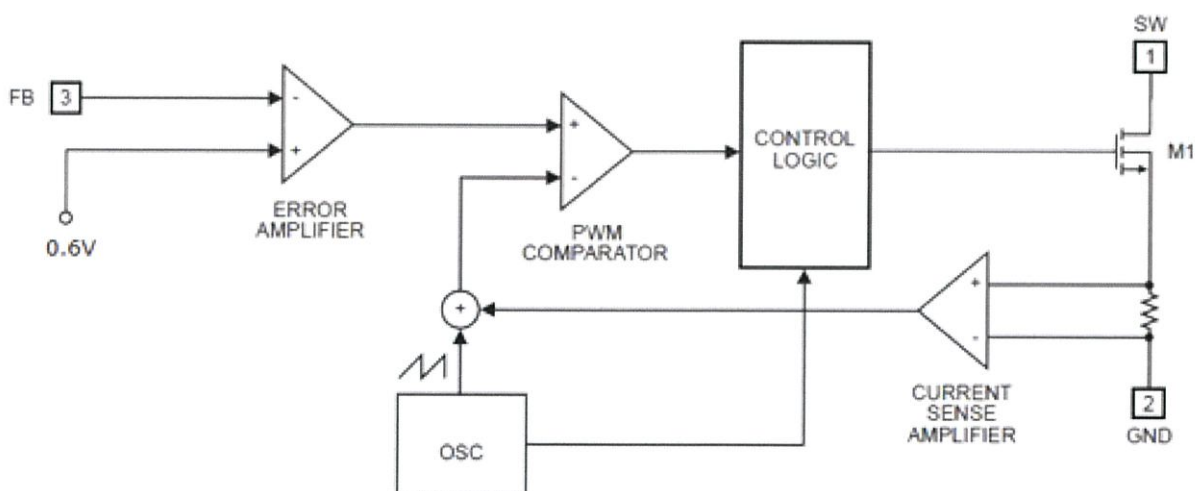 SW
1
FB 3
-
+
ERROR
AMPLIFIER
0.6V
+
-
PWM
COMPARATOR
CONTROL
LOGIC
M1
+
+
-
CURRENT
SENSE
AMPLIFIER
2
GND
OSC